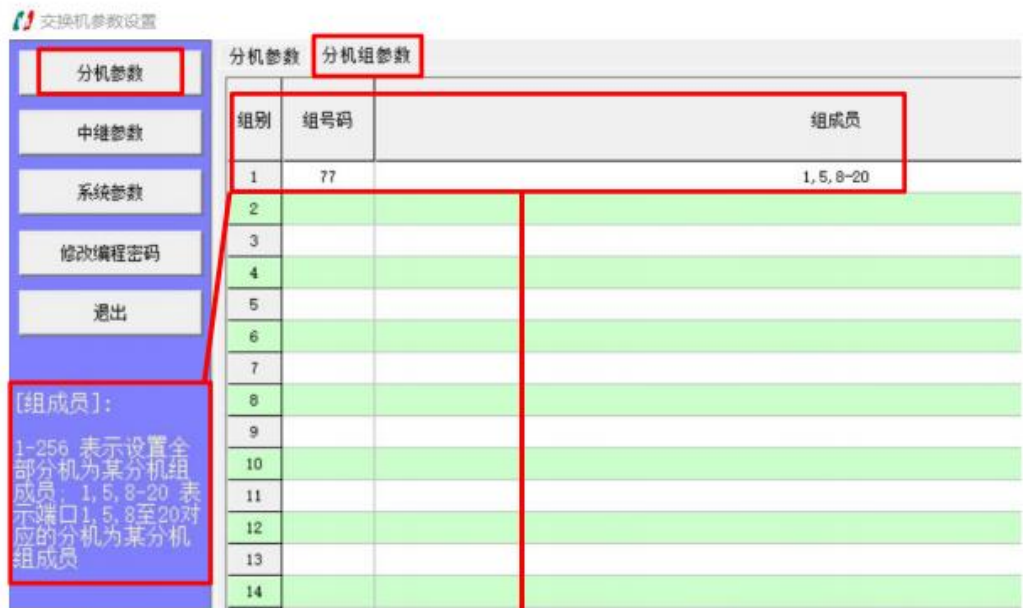 交换机参数设置
分机参数
中继参数
系统参数
修改编程密码
退出
[组成员]:
1-256 表示设置全
部分机为某分机组
成员; 1,5,8-20 表
示端口1,5,8至20对
应的分机为某分机
组成员
分机参数 分机组参数
组别 组号码 组成员
1 77 1,5,8-20
2
3
4
5
6
7
8
9
10
11
12
13
14